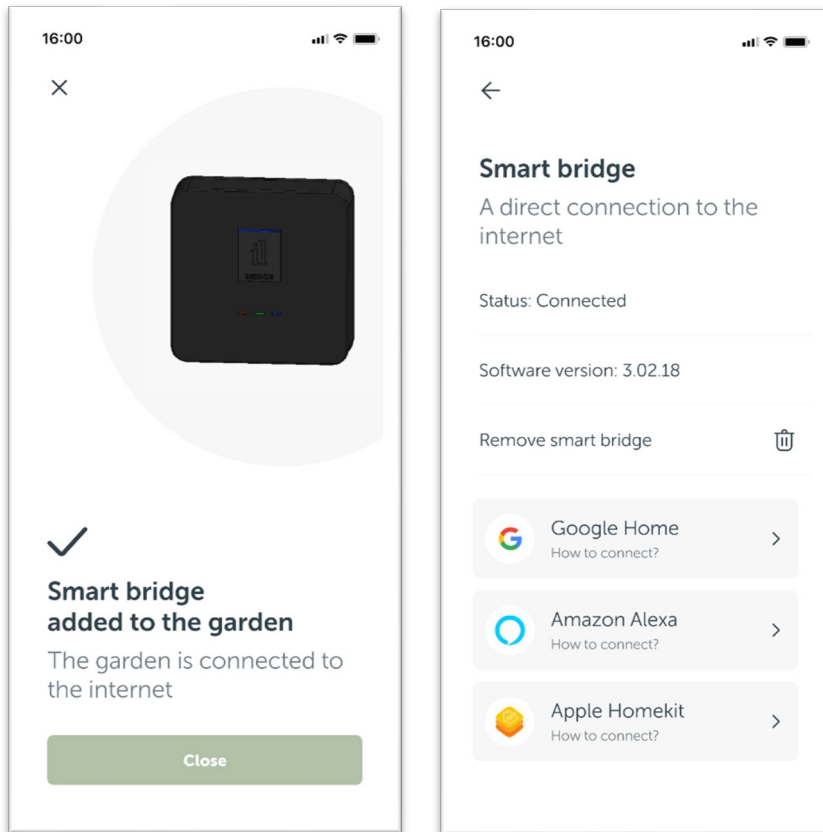 16:00
BRIDGE
Smart bridge
added to the garden
The garden is connected to
the internet
Close
16:00
Smart bridge
A direct connection to the
internet
Status: Connected
Software version: 3.02.18
Remove smart bridge
Google Home
How to connect?
Amazon Alexa
How to connect?
Apple Homekit
How to connect?